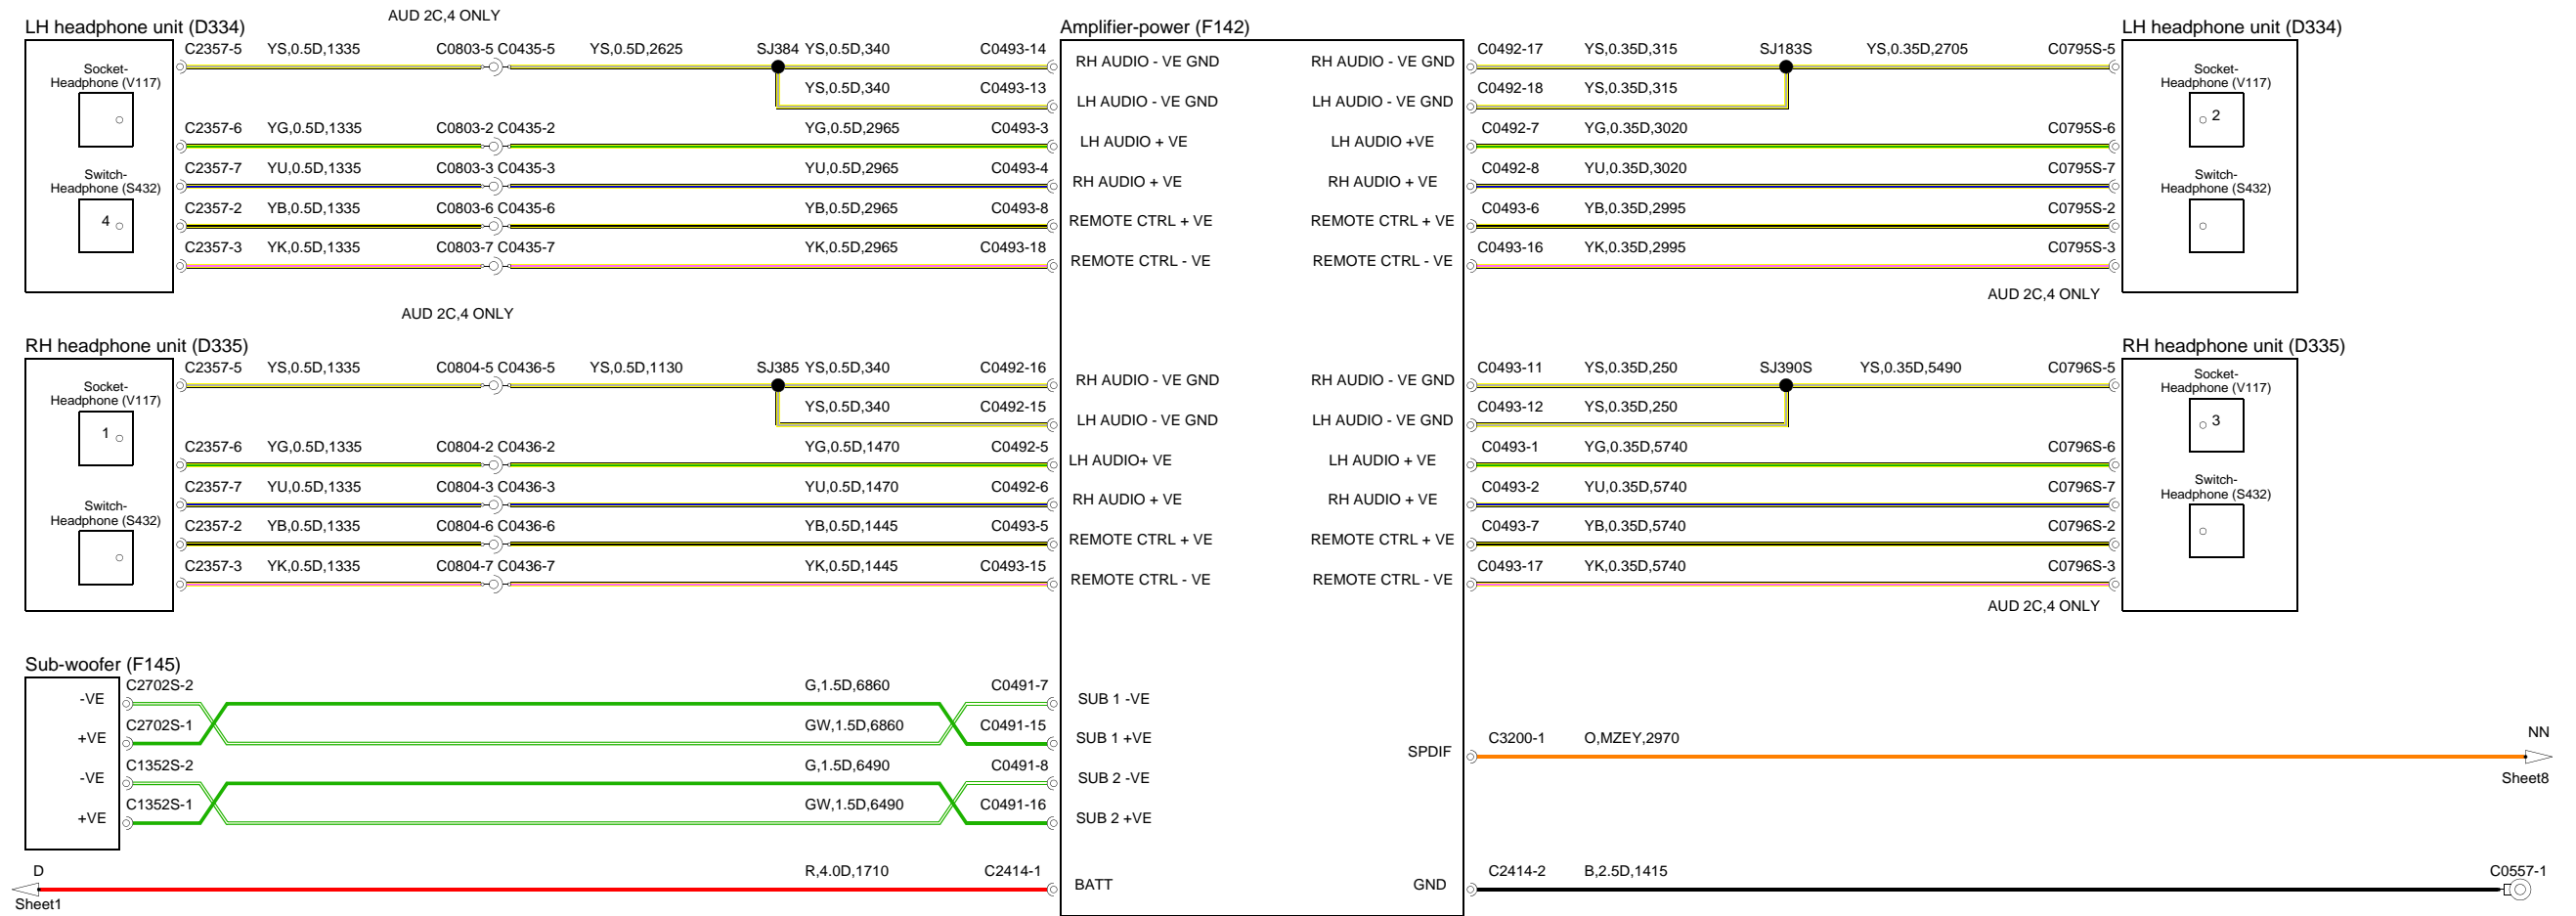 AUD 2C,4 ONLY
LH headphone unit (D334)
Amplifier-power (F142)
LH headphone unit (D334)
C2357-5 YS,0.5D,1335 C0803-5 C0435-5 YS,0.5D,2625 SJ384 YS,0.5D,340 C0493-14
RH AUDIO - VE GND RH AUDIO - VE GND
C0492-17 YS,0.35D,315 SJ183S YS,0.35D,2705 C0795S-5
Socket-
Headphone (V117)
YS,0.5D,340 C0493-13
LH AUDIO - VE GND LH AUDIO - VE GND
C0492-18 YS,0.35D,315
Socket-
Headphone (V117)
2
C2357-6 YG,0.5D,1335 C0803-2 C0435-2 YG,0.5D,2965 C0493-3
LH AUDIO + VE LH AUDIO +VE
C0492-7 YG,0.35D,3020 C0795S-6
C2357-7 YU,0.5D,1335 C0803-3 C0435-3 YU,0.5D,2965 C0493-4
RH AUDIO + VE RH AUDIO + VE
C0492-8 YU,0.35D,3020 C0795S-7
Switch-
Headphone (S432)
4
Switch-
Headphone (S432)
C2357-2 YB,0.5D,1335 C0803-6 C0435-6 YB,0.5D,2965 C0493-8
REMOTE CTRL + VE REMOTE CTRL + VE
C0493-6 YB,0.35D,2995 C0795S-2
C2357-3 YK,0.5D,1335 C0803-7 C0435-7 YK,0.5D,2965 C0493-18
REMOTE CTRL - VE REMOTE CTRL - VE
C0493-16 YK,0.35D,2995 C0795S-3
AUD 2C,4 ONLY
AUD 2C,4 ONLY
RH headphone unit (D335)
RH headphone unit (D335)
C2357-5 YS,0.5D,1335 C0804-5 C0436-5 YS,0.5D,1130 SJ385 YS,0.5D,340 C0492-16
RH AUDIO - VE GND RH AUDIO - VE GND
C0493-11 YS,0.35D,250 SJ390S YS,0.35D,5490 C0796S-5
Socket-
Headphone (V117)
1
YS,0.5D,340 C0492-15
LH AUDIO - VE GND LH AUDIO - VE GND
C0493-12 YS,0.35D,250
Socket-
Headphone (V117)
3
C2357-6 YG,0.5D,1335 C0804-2 C0436-2 YG,0.5D,1470 C0492-5
LH AUDIO+ VE LH AUDIO + VE
C0493-1 YG,0.35D,5740 C0796S-6
C2357-7 YU,0.5D,1335 C0804-3 C0436-3 YU,0.5D,1470 C0492-6
RH AUDIO + VE RH AUDIO + VE
C0493-2 YU,0.35D,5740 C0796S-7
Switch-
Headphone (S432)
Switch-
Headphone (S432)
C2357-2 YB,0.5D,1335 C0804-6 C0436-6 YB,0.5D,1445 C0493-5
REMOTE CTRL + VE REMOTE CTRL + VE
C0493-7 YB,0.35D,5740 C0796S-2
C2357-3 YK,0.5D,1335 C0804-7 C0436-7 YK,0.5D,1445 C0493-15
REMOTE CTRL - VE REMOTE CTRL - VE
C0493-17 YK,0.35D,5740 C0796S-3
AUD 2C,4 ONLY
Sub-woofer (F145)
-VE C2702S-2 G,1.5D,6860 C0491-7 SUB 1 -VE
+VE C2702S-1 GW,1.5D,6860 C0491-15 SUB 1 +VE
-VE C1352S-2 G,1.5D,6490 C0491-8 SUB 2 -VE
+VE C1352S-1 GW,1.5D,6490 C0491-16 SUB 2 +VE
SPDIF C3200-1 O,MZEY,2970 NN
Sheet8
D R,4.0D,1710 C2414-1 BATT
Sheet1
GND C2414-2 B,2.5D,1415 C0557-1